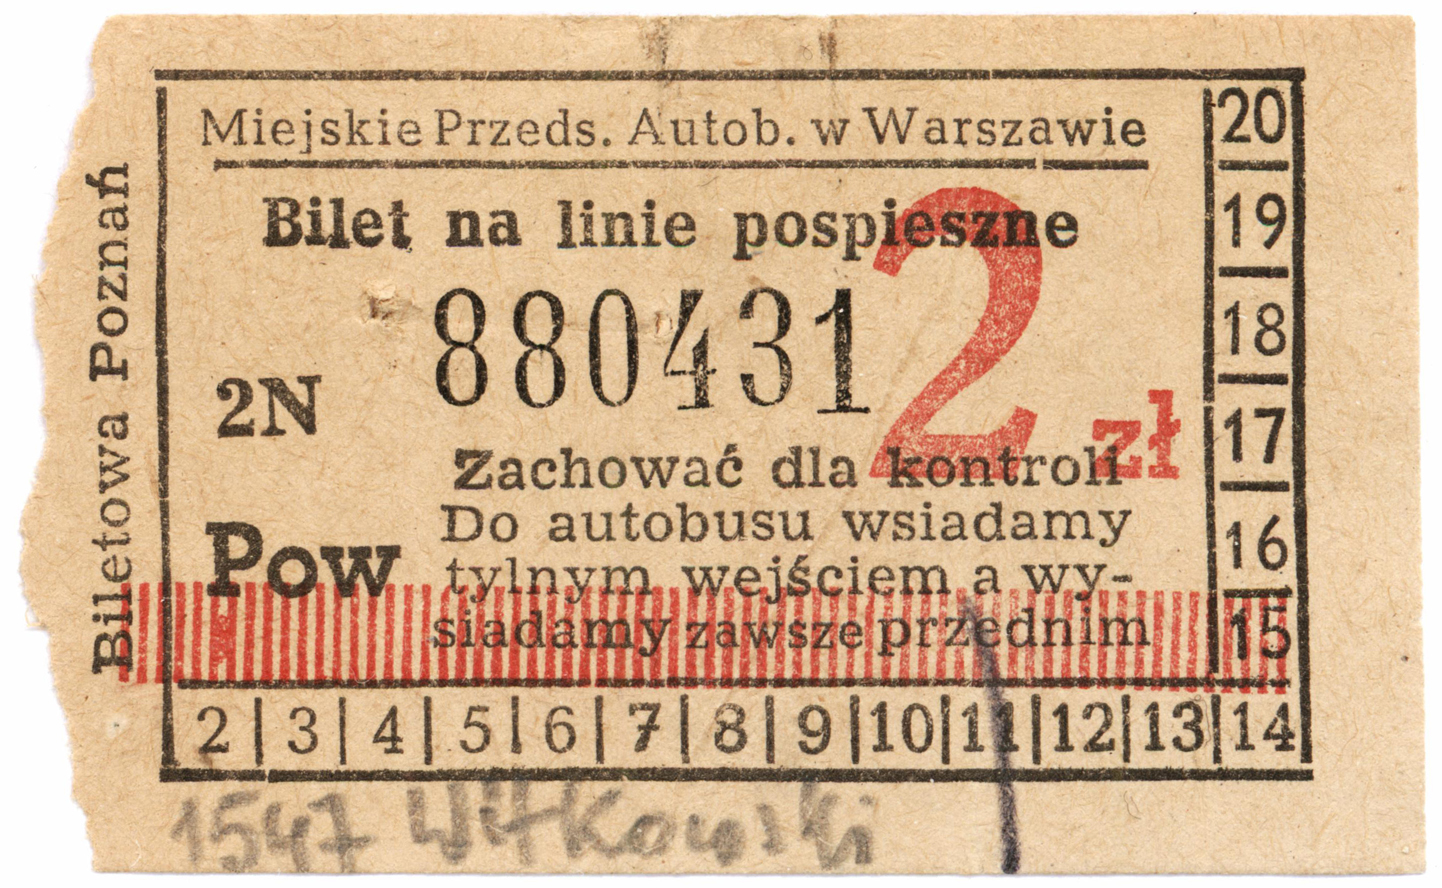 Miejskie Przeds. Autob. w Warszawie
Bilet na linie pospieszne
880431
2 zł
2N
Pow
Zachować dla kontroli
Do autobusu wsiadamy
tylnym wejściem a wy-
siadamy zawsze przednim
20
19
18
17
16
15
2|3|4|5|6|7|8|9|10|11|12|13|14
Biletowa Poznań
1547 Witkowski